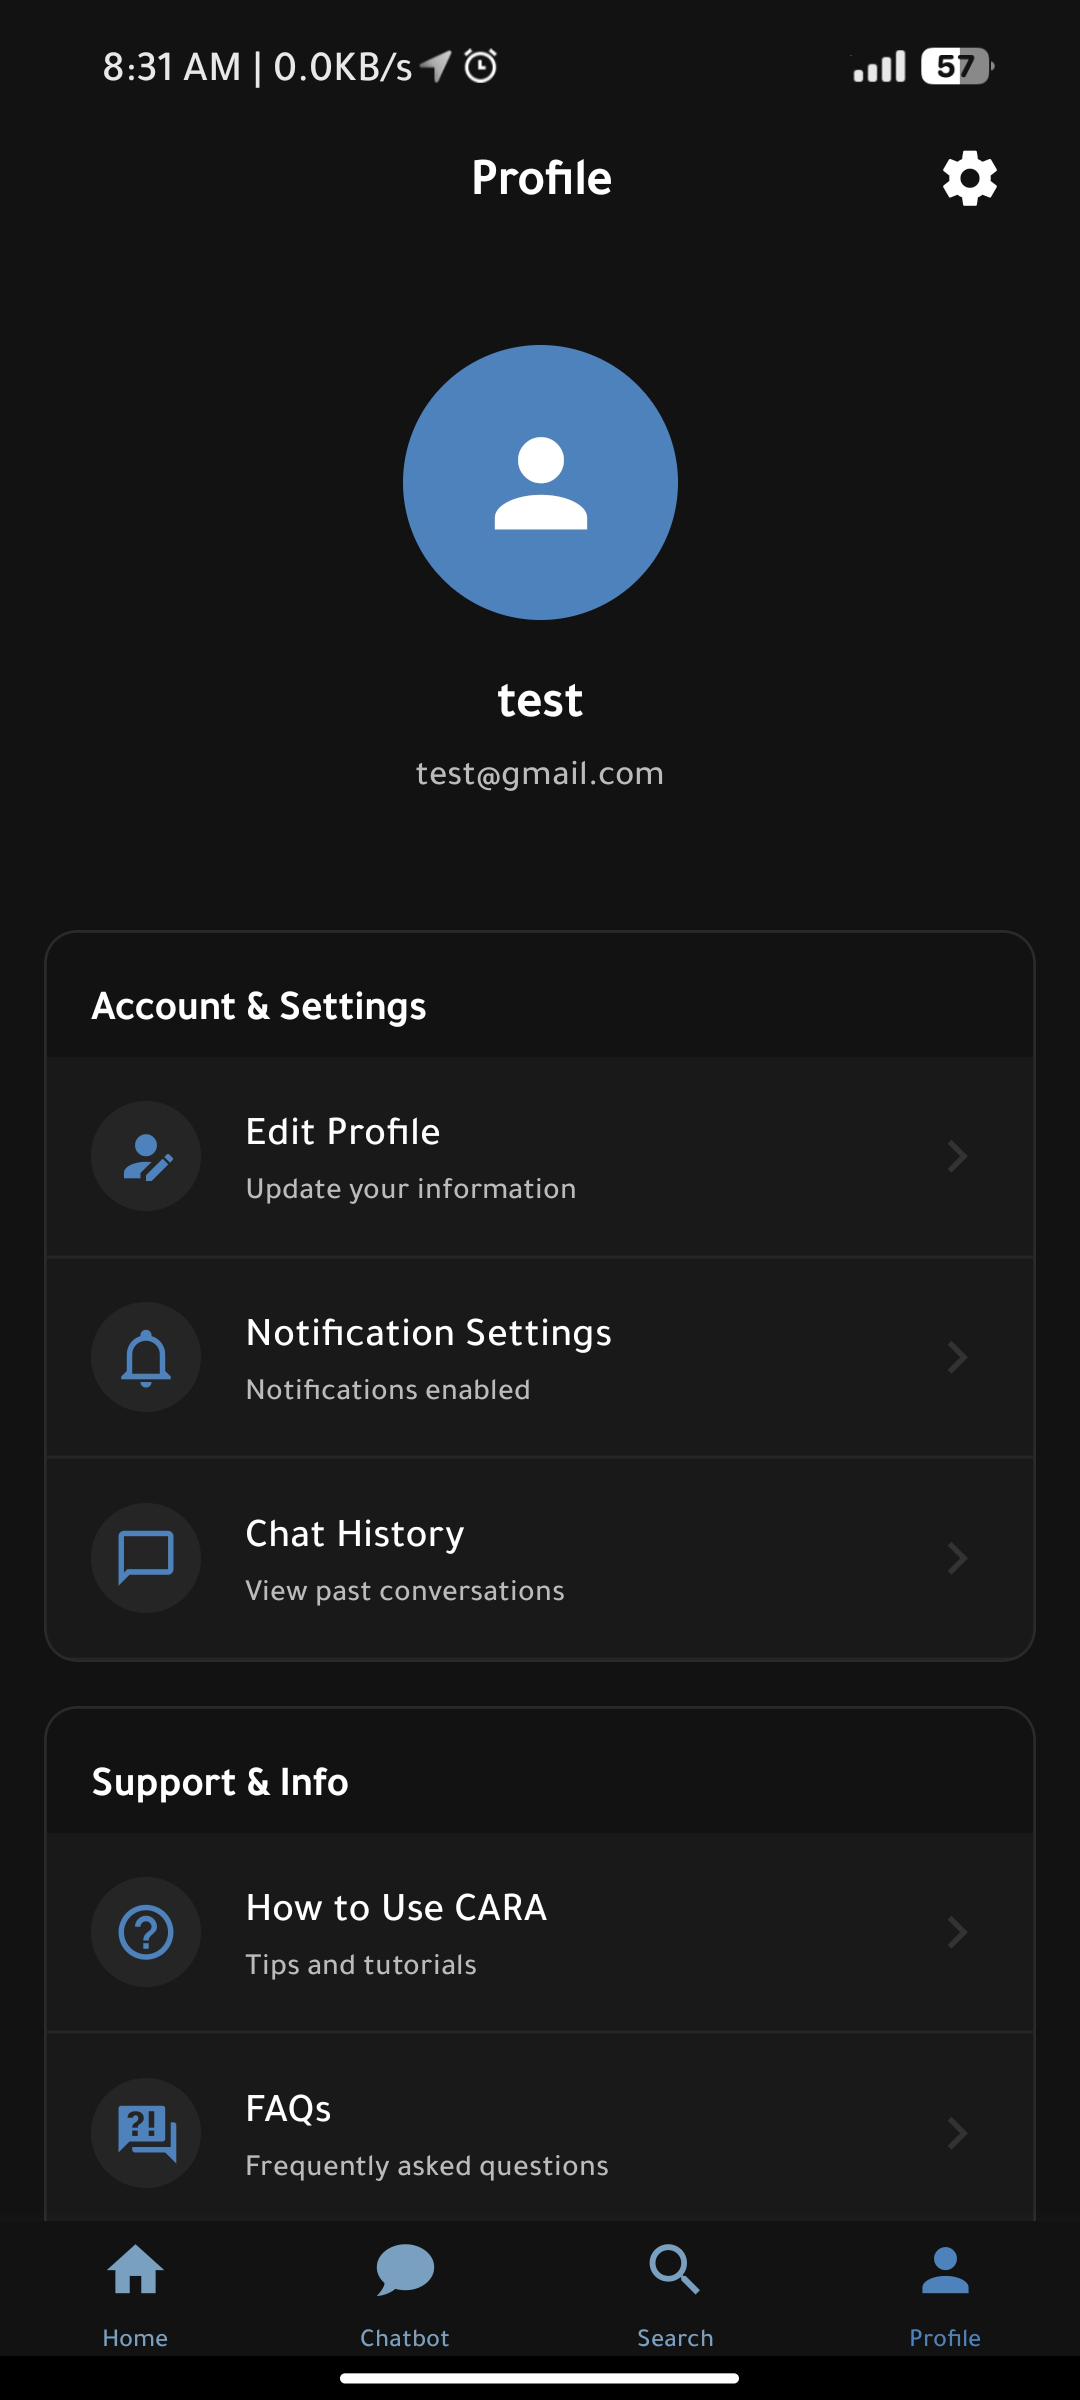 8:31 AM | 0.0KB/s
57
Profile
test
test@gmail.com
Account & Settings
Edit Profile
Update your information
Notification Settings
Notifications enabled
Chat History
View past conversations
Support & Info
How to Use CARA
Tips and tutorials
?!
FAQs
Frequently asked questions
Home
Chatbot
Search
Profile